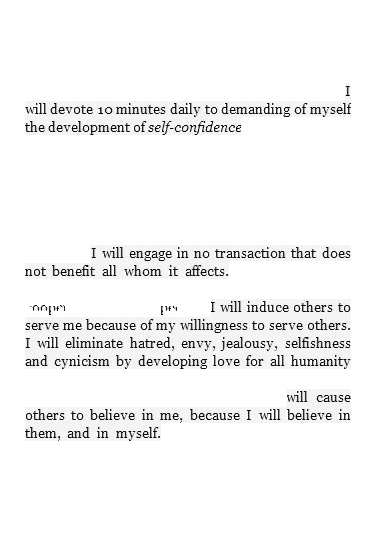 I
will devote 10 minutes daily to demanding of myself
the development of self-confidence
I will engage in no transaction that does
not benefit all whom it affects.
I will induce others to
serve me because of my willingness to serve others.
I will eliminate hatred, envy, jealousy, selfishness
and cynicism by developing love for all humanity
will cause
others to believe in me, because I will believe in
them, and in myself.